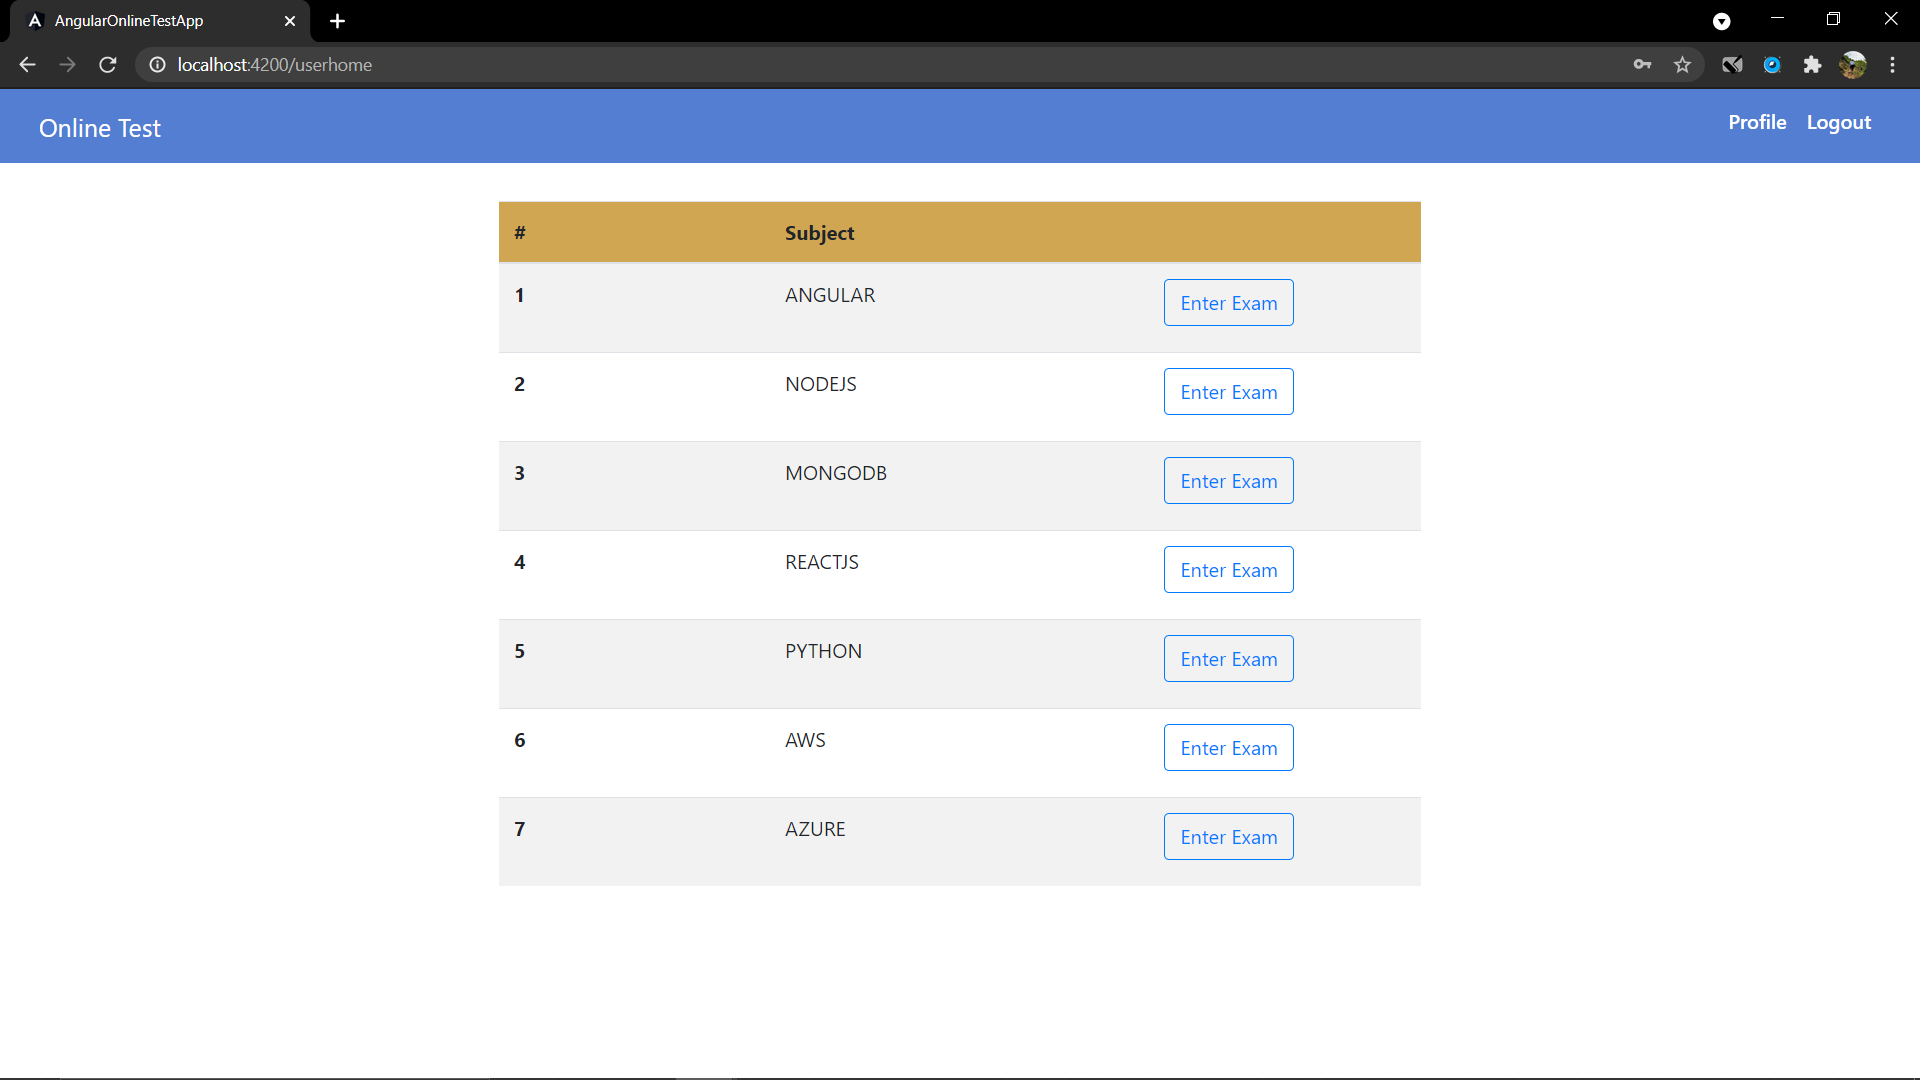 AngularOnlineTestApp
localhost:4200/userhome
Online Test
Profile Logout
# Subject
1 ANGULAR Enter Exam
2 NODEJS Enter Exam
3 MONGODB Enter Exam
4 REACTJS Enter Exam
5 PYTHON Enter Exam
6 AWS Enter Exam
7 AZURE Enter Exam